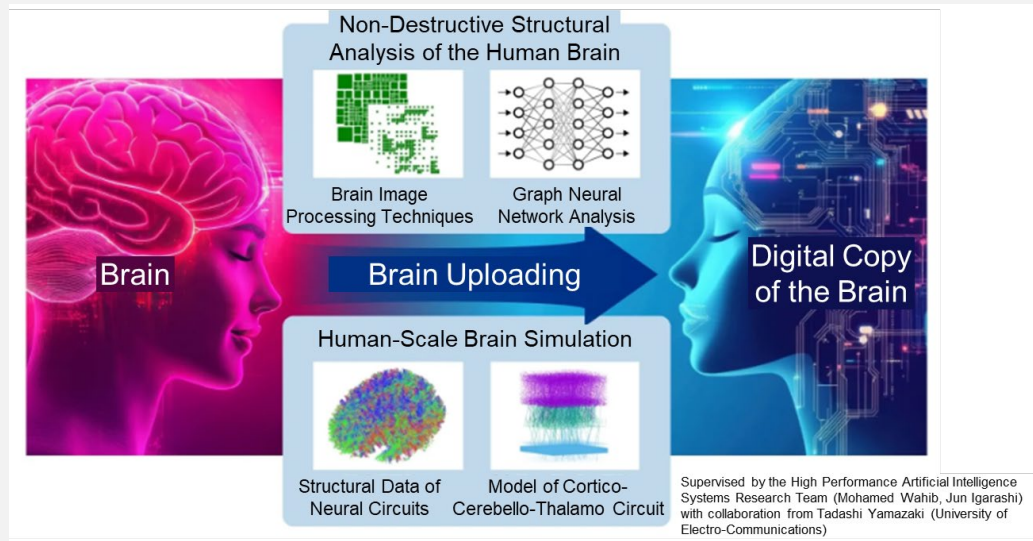 Non-Destructive Structural
Analysis of the Human Brain
Brain Image
Processing Techniques
Graph Neural
Network Analysis
Brain
Brain Uploading
Digital Copy
of the Brain
Human-Scale Brain Simulation
Structural Data of
Neural Circuits
Model of Cortico-
Cerebello-Thalamo Circuit
Supervised by the High Performance Artificial Intelligence
Systems Research Team (Mohamed Wahib, Jun Igarashi)
with collaboration from Tadashi Yamazaki (University of
Electro-Communications)